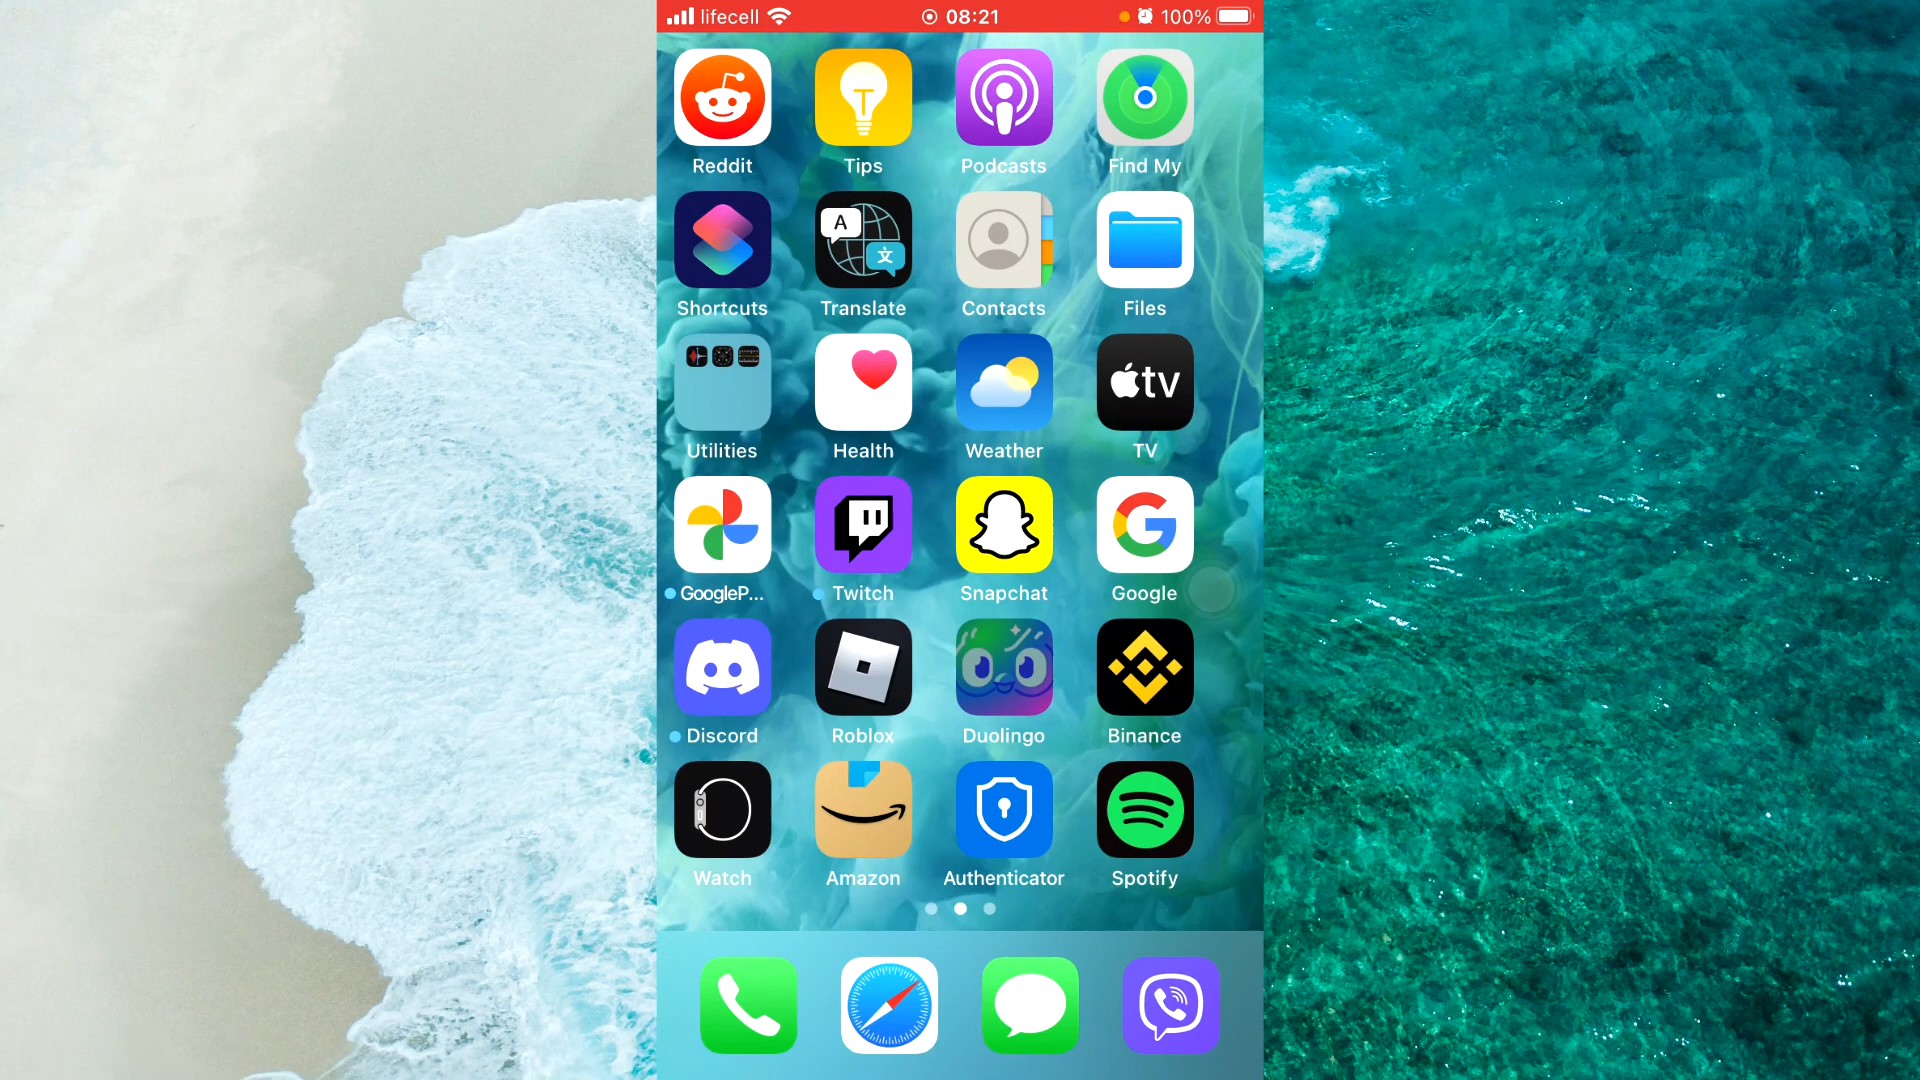 lifecell 08:21 100%
Reddit Tips Podcasts Find My
A 文
Shortcuts Translate Contacts Files
tv
Utilities Health Weather TV
GoogleP... Twitch Snapchat Google
Discord Roblox Duolingo Binance
Watch Amazon Authenticator Spotify